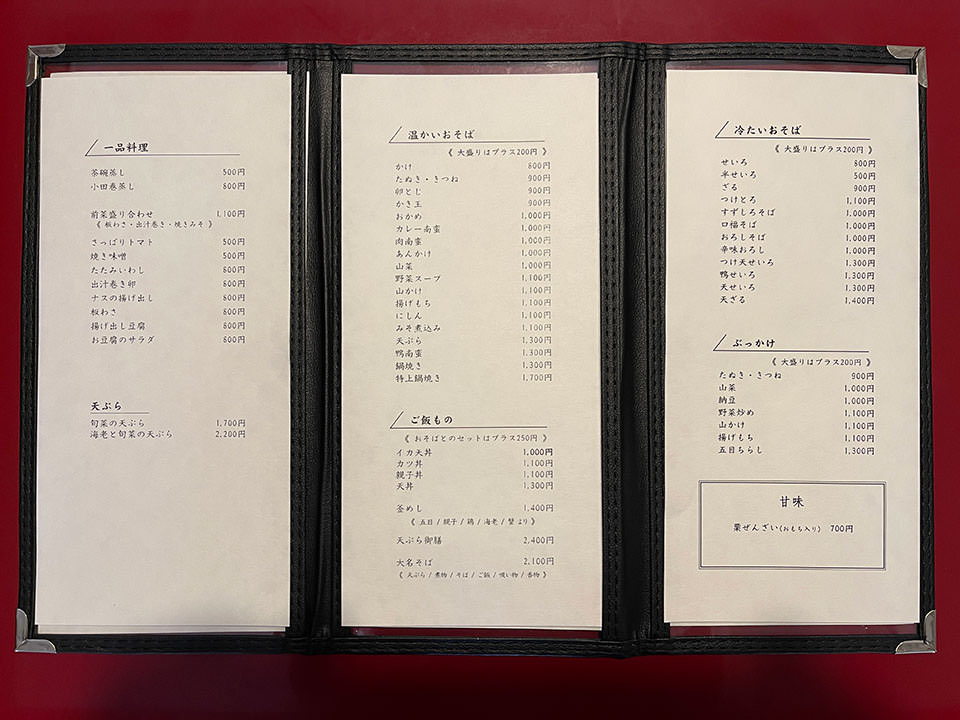 一品料理
茶碗蒸し 500円
小田巻蒸し 800円
前菜盛り合わせ 1,100円
《 板わさ・出汁巻き・焼きみそ 》
さっぱりトマト 500円
焼き味噌 500円
たたみいわし 800円
出汁巻き卵 800円
ナスの揚げ出し 800円
板わさ 800円
揚げ出し豆腐 800円
お豆腐のサラダ 800円
天ぷら
旬菜の天ぷら 1,700円
海老と旬菜の天ぷら 2,200円
温かいおそば
《 大盛りはプラス200円 》
かけ 800円
たぬき・きつね 900円
卵とじ 900円
かき玉 900円
おかめ 1,000円
カレー南蛮 1,000円
肉南蛮 1,000円
あんかけ 1,000円
山菜 1,000円
野菜スープ 1,100円
山かけ 1,100円
揚げもち 1,100円
にしん 1,100円
みそ煮込み 1,100円
天ぷら 1,300円
鴨南蛮 1,300円
鍋焼き 1,300円
特上鍋焼き 1,700円
ご飯もの
《 おそばとのセットはプラス250円 》
イカ天丼 1,000円
カツ丼 1,100円
親子丼 1,100円
天丼 1,300円
釜めし 1,400円
《 五目 / 親子 / 鶏 / 海老 / 蟹 より 》
天ぷら御膳 2,400円
大名そば 2,100円
《 天ぷら / 煮物 / そば / ご飯 / 吸い物 / 香物 》
冷たいおそば
《 大盛りはプラス200円 》
せいろ 800円
半せいろ 500円
ざる 900円
つけとろ 1,100円
すずしろそば 1,000円
口福そば 1,000円
おろしそば 1,000円
辛味おろし 1,000円
つけ天せいろ 1,300円
鴨せいろ 1,300円
天せいろ 1,300円
天ざる 1,400円
ぶっかけ
《 大盛りはプラス200円 》
たぬき・きつね 900円
山菜 1,000円
納豆 1,000円
野菜炒め 1,100円
山かけ 1,100円
揚げもち 1,100円
五目ちらし 1,300円
甘味
栗ぜんざい(おもち入り) 700円